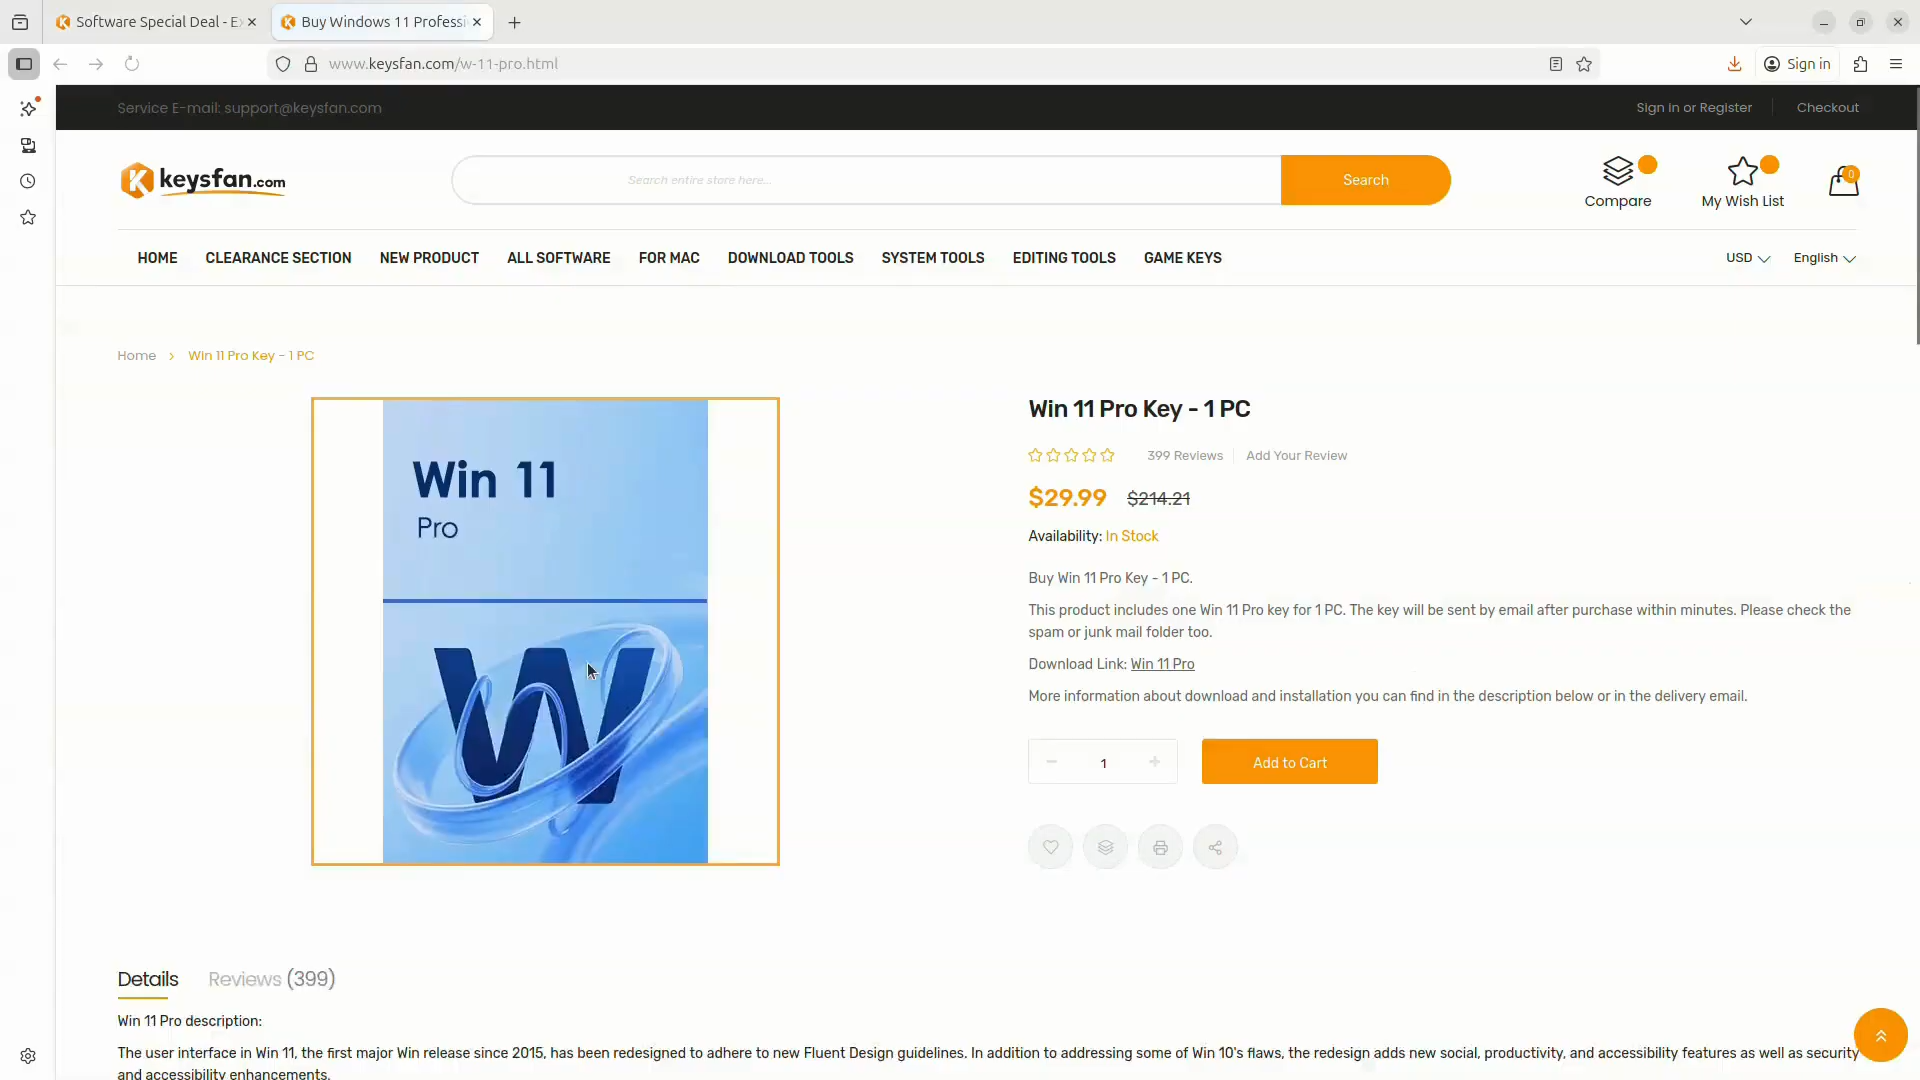 Software Special Deal - E
Buy Windows 11 Professi
www.keysfan.com/w-11-pro.html
Sign in
Service E-mail: support@keysfan.com
Sign In or Register
Checkout
keysfan.com
Search entire store here...
Search
Compare
My Wish List
0
HOME
CLEARANCE SECTION
NEW PRODUCT
ALL SOFTWARE
FOR MAC
DOWNLOAD TOOLS
SYSTEM TOOLS
EDITING TOOLS
GAME KEYS
USD
English
Home
Win 11 Pro Key - 1 PC
Win 11
Pro
W
Win 11 Pro Key - 1 PC
399 Reviews
Add Your Review
$29.99
$214.21
Availability: In Stock
Buy Win 11 Pro Key - 1 PC.
This product includes one Win 11 Pro key for 1 PC. The key will be sent by email after purchase within minutes. Please check the
spam or junk mail folder too.
Download Link: Win 11 Pro
More information about download and installation you can find in the description below or in the delivery email.
1
Add to Cart
Details
Reviews (399)
Win 11 Pro description:
The user interface in Win 11, the first major Win release since 2015, has been redesigned to adhere to new Fluent Design guidelines. In addition to addressing some of Win 10's flaws, the redesign adds new social, productivity, and accessibility features as well as security
and accessibility enhancements.